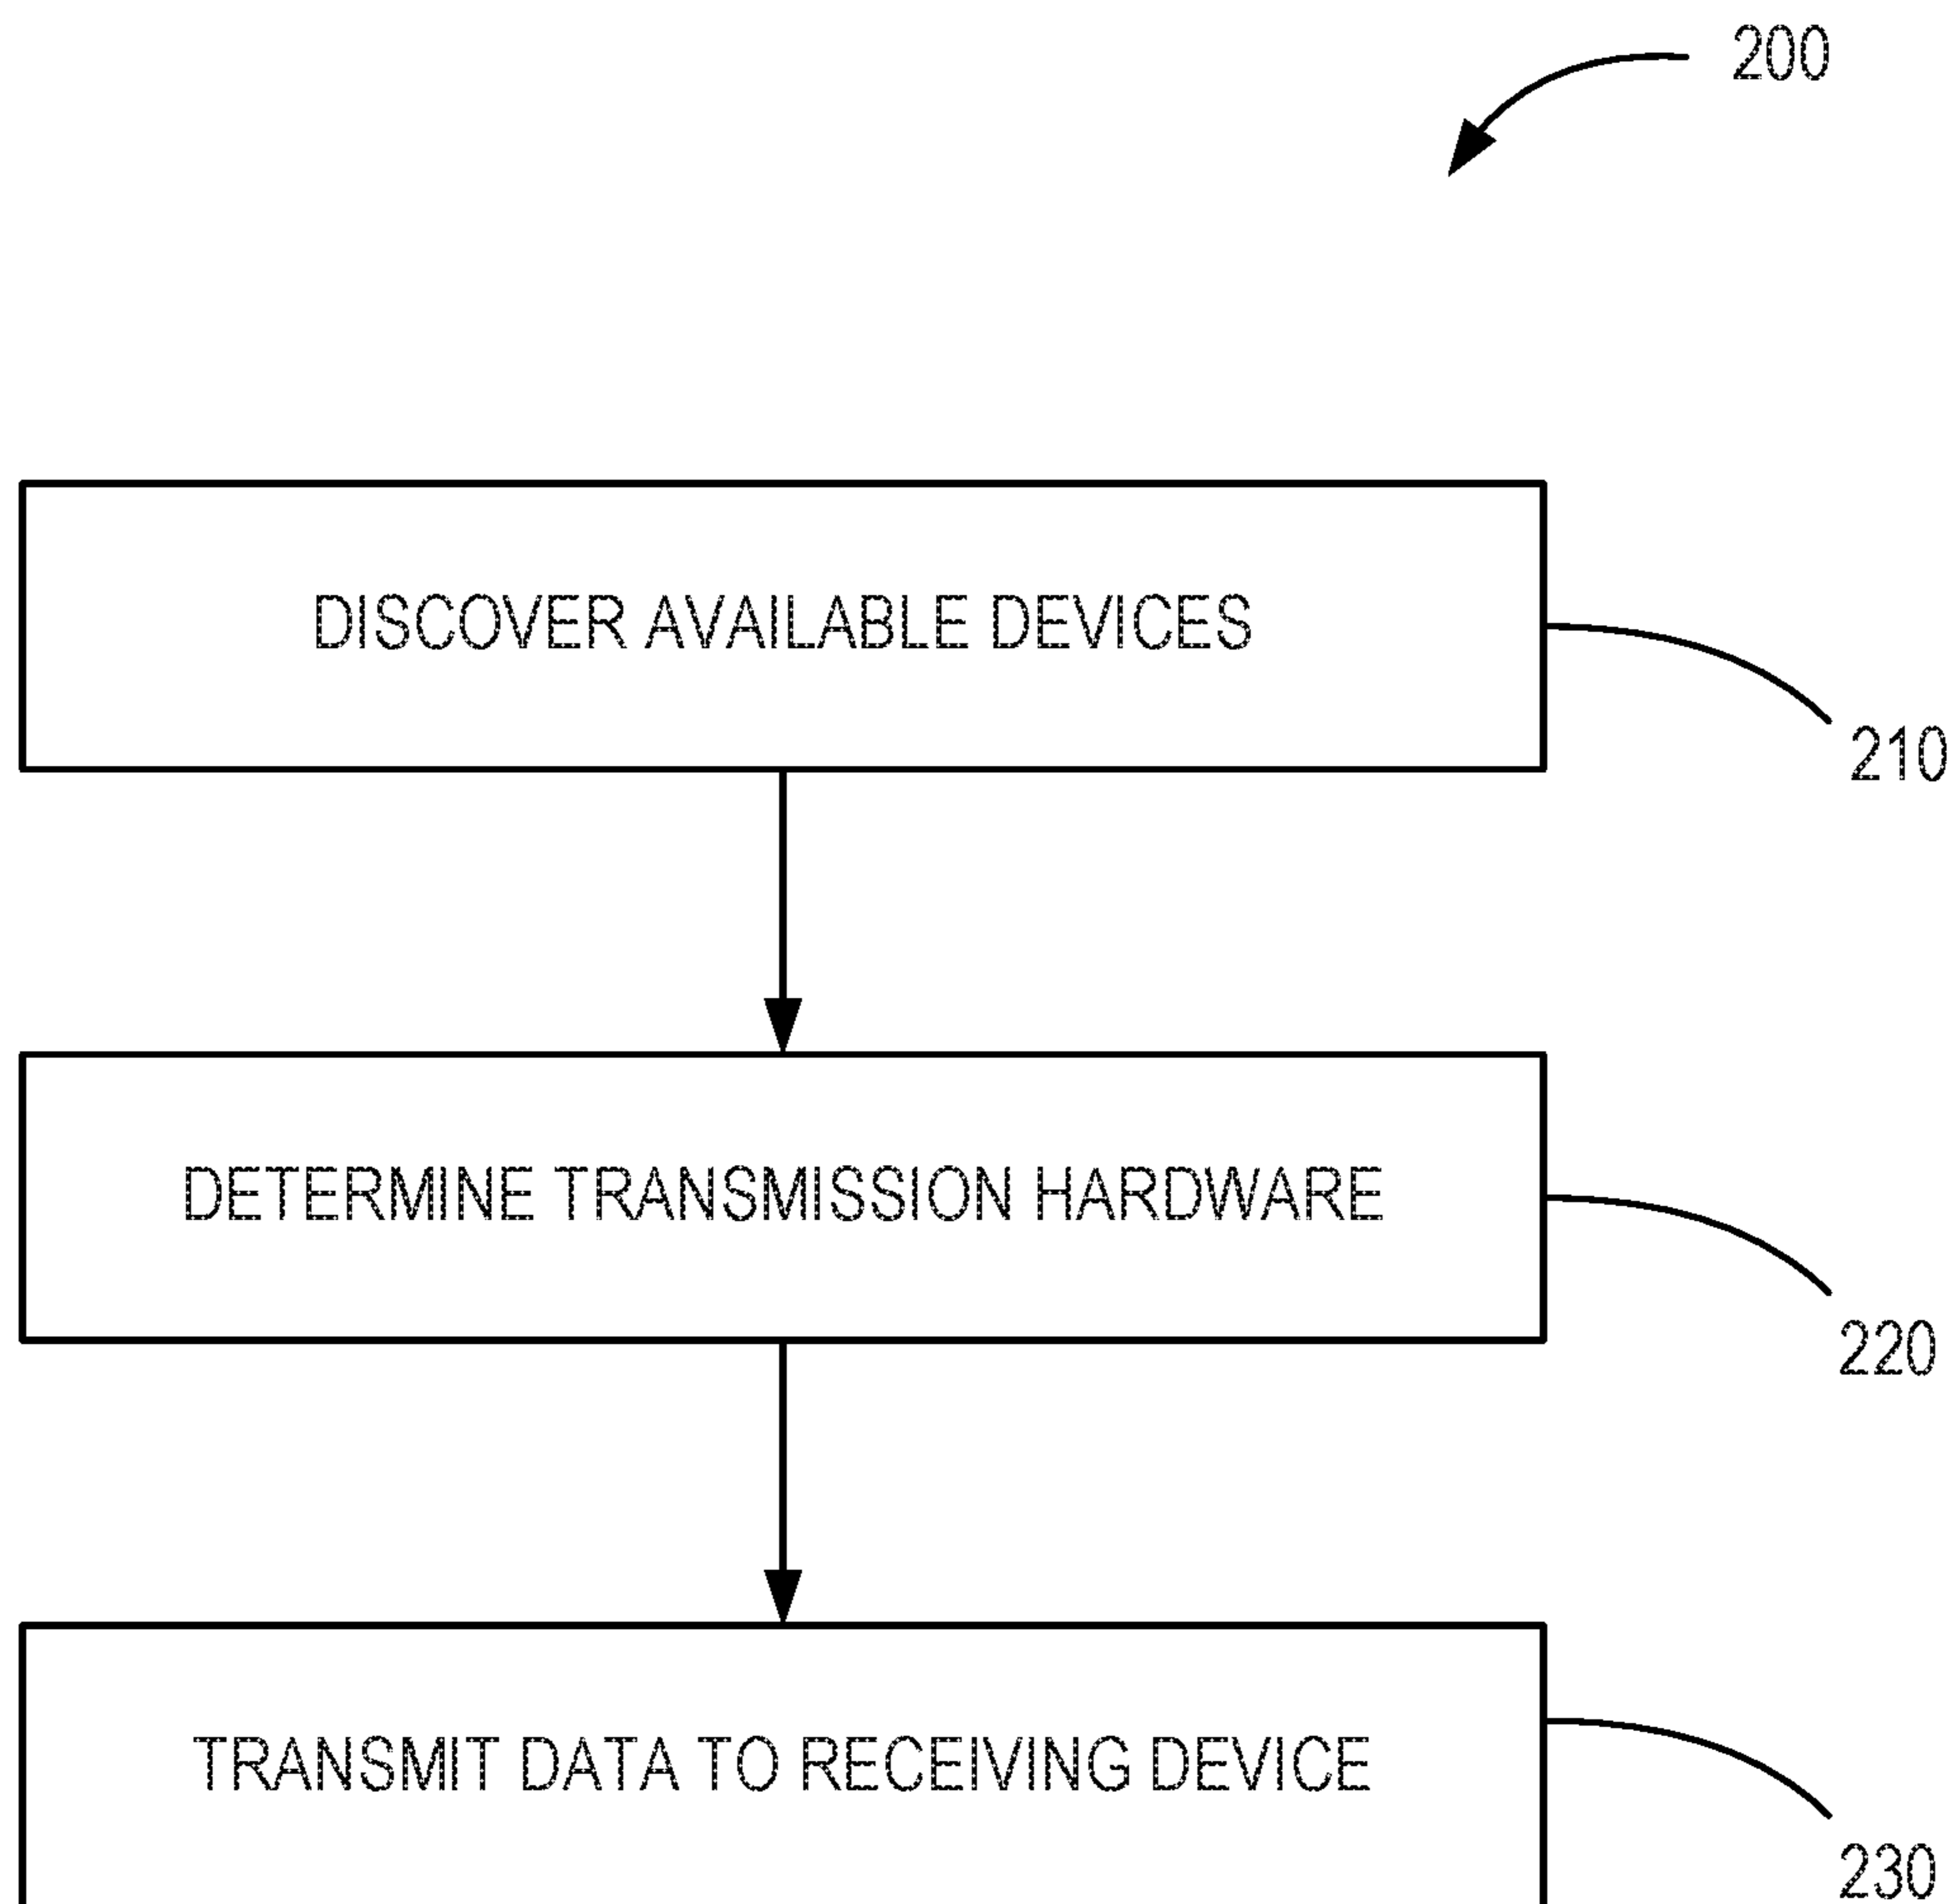 200
DISCOVER AVAILABLE DEVICES
210
DETERMINE TRANSMISSION HARDWARE
220
TRANSMIT DATA TO RECEIVING DEVICE
230